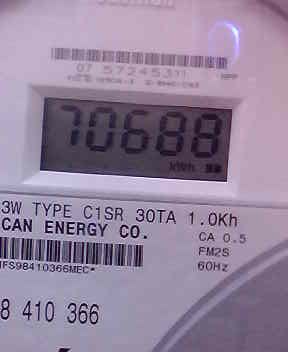 07 57245311
70688
kWh
3W TYPE C1SR 30TA 1.0Kh
CAN ENERGY CO.
CA 0.5
FM2S
60Hz
IFS98410366MEC*
8 410 366